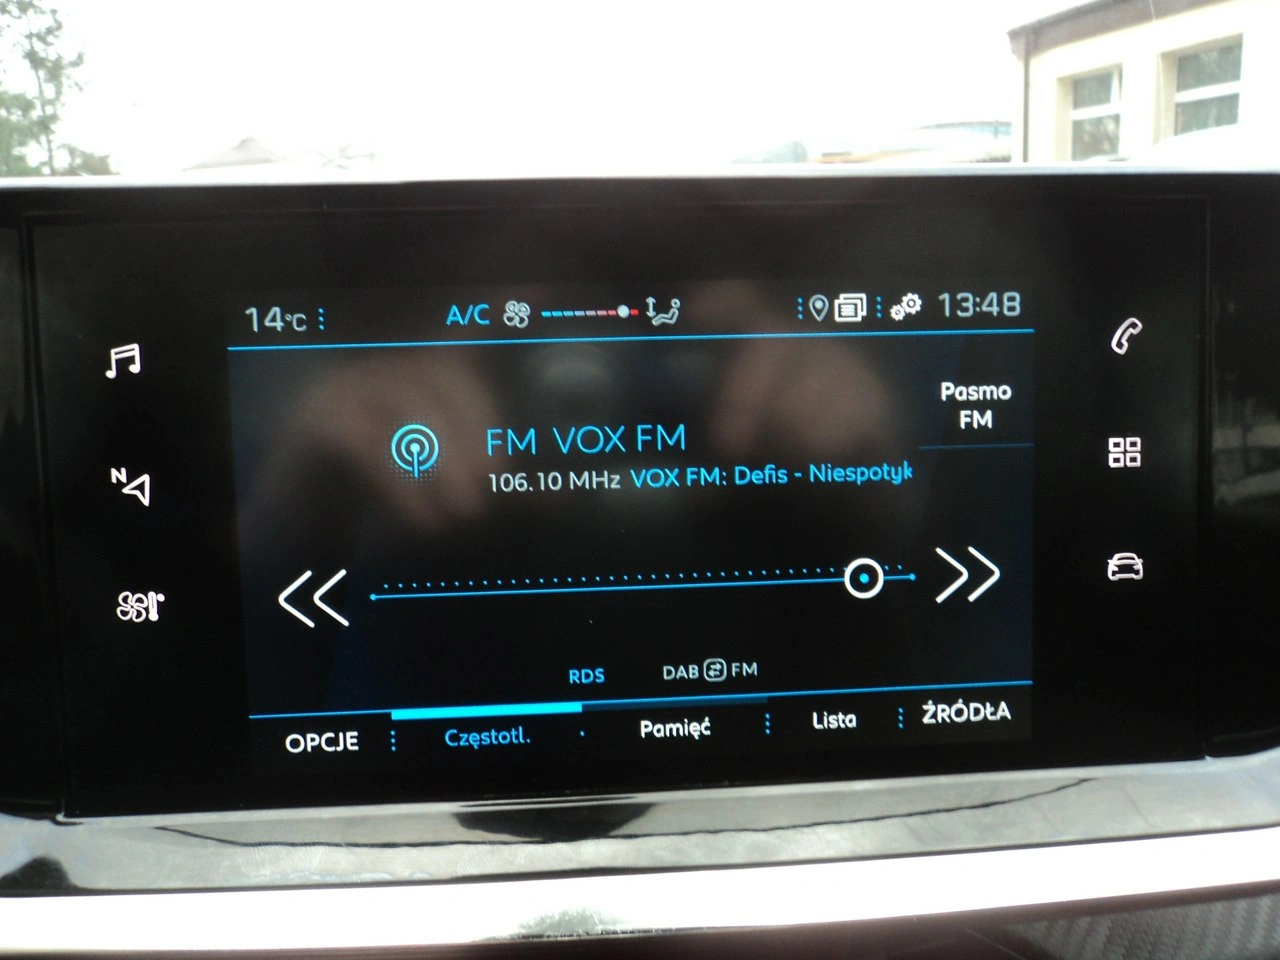 14°C
A/C
13:48
Pasmo
FM
FM VOX FM
106.10 MHz VOX FM: Defis - Niespotyk
N
RDS
DAB FM
OPCJE
Częstotl.
Pamięć
Lista
ŹRÓDŁA